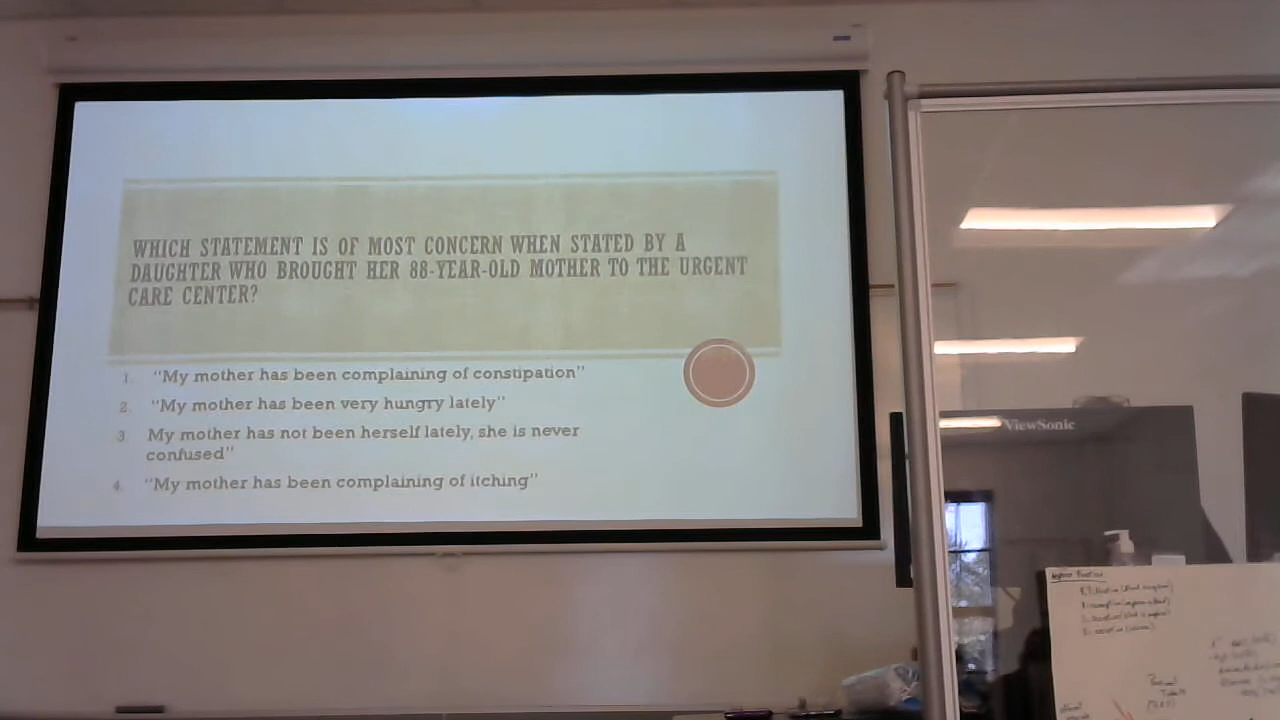 WHICH STATEMENT IS OF MOST CONCERN WHEN STATED BY A
DAUGHTER WHO BROUGHT HER 88-YEAR-OLD MOTHER TO THE URGENT
CARE CENTER?
1. "My mother has been complaining of constipation"
2. "My mother has been very hungry lately"
3. My mother has not been herself lately, she is never
confused"
4. "My mother has been complaining of itching"
ViewSonic